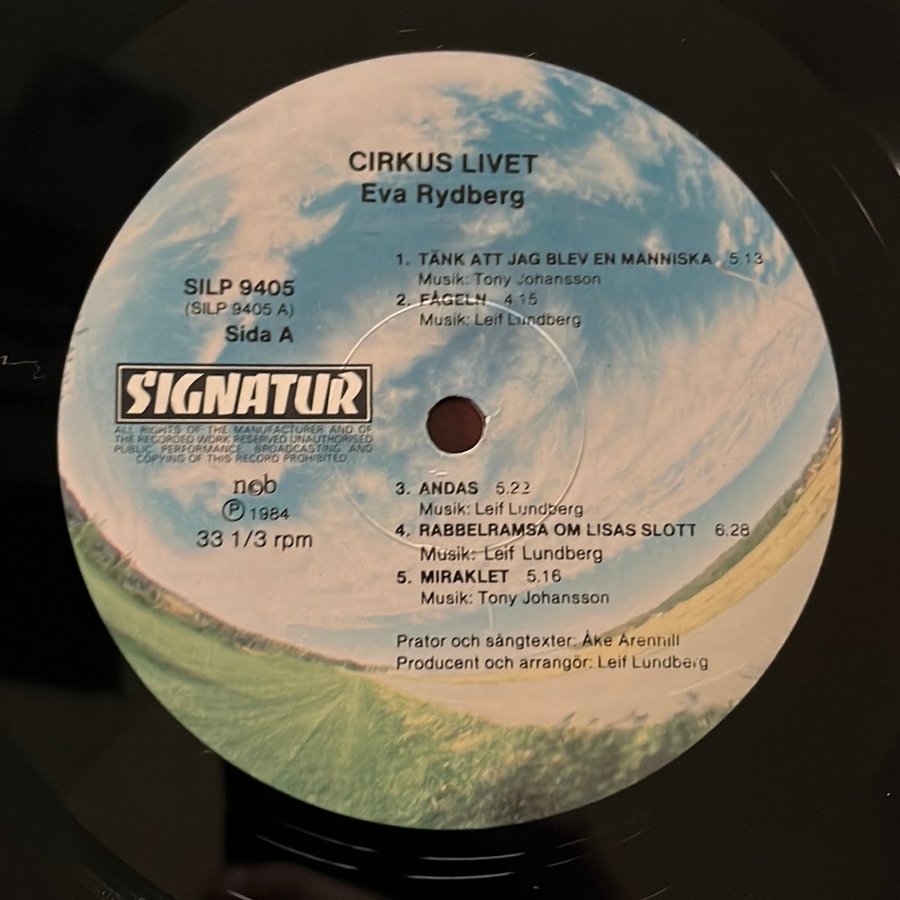 CIRKUS LIVET
Eva Rydberg
1. TÄNK ATT JAG BLEV EN MÄNNISKA 5.13
Musik: Tony Johansson
2. FÅGELN 4.15
Musik: Leif Lundberg
SILP 9405
(SILP 9405 A)
Sida A
SIGNATUR
ALL RIGHTS OF THE MANUFACTURER AND OF
THE RECORDED WORK RESERVED UNAUTHORISED
PUBLIC PERFORMANCE, BROADCASTING AND
COPYING OF THIS RECORD PROHIBITED
n©b
Ⓟ 1984
33 1/3 rpm
3. ANDAS 5.22
Musik: Leif Lundberg
4. RABBELRAMSA OM LISAS SLOTT 6.28
Musik: Leif Lundberg
5. MIRAKLET 5.16
Musik: Tony Johansson
Prator och sångtexter: Åke Arenhill
Producent och arrangör: Leif Lundberg